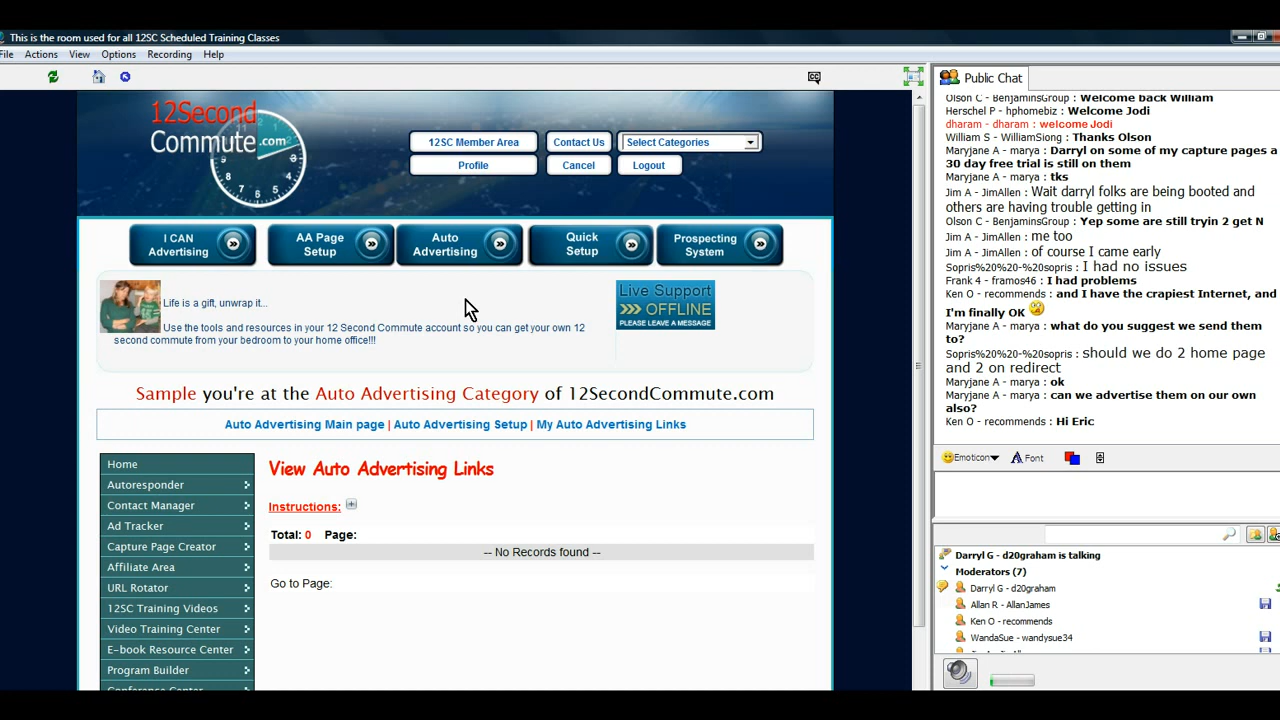 This is the room used for all 12SC Scheduled Training Classes
File Actions View Options Recording Help
12Second
Commute.com
12SC Member Area
Contact Us
Select Categories
Profile
Cancel
Logout
I CAN
Advertising
AA Page
Setup
Auto
Advertising
Quick
Setup
Prospecting
System
Life is a gift, unwrap it...
Use the tools and resources in your 12 Second Commute account so you can get your own 12
second commute from your bedroom to your home office!!!
Live Support
>>> OFFLINE
PLEASE LEAVE A MESSAGE
Sample you're at the Auto Advertising Category of 12SecondCommute.com
Auto Advertising Main page | Auto Advertising Setup | My Auto Advertising Links
Home
Autoresponder
Contact Manager
Ad Tracker
Capture Page Creator
Affiliate Area
URL Rotator
12SC Training Videos
Video Training Center
E-book Resource Center
Program Builder
Conference Center
View Auto Advertising Links
Instructions:
Total: 0 Page:
-- No Records found --
Go to Page:
Public Chat
Olson C - BenjaminsGroup : Welcome back William
Herschel P - hphomebiz : Welcome Jodi
dharam - dharam : welcome Jodi
William S - WilliamSiong : Thanks Olson
Maryjane A - marya : Darryl on some of my capture pages a
30 day free trial is still on them
Maryjane A - marya : tks
Jim A - JimAllen : Wait darryl folks are being booted and
others are having trouble getting in
Olson C - BenjaminsGroup : Yep some are still tryin 2 get N
Jim A - JimAllen : me too
Jim A - JimAllen : of course I came early
Sopris%20%20-%20sopris : I had no issues
Frank 4 - framos46 : I had problems
Ken O - recommends : and I have the crapiest Internet, and
I'm finally OK
Maryjane A - marya : what do you suggest we send them
to?
Sopris%20%20-%20sopris : should we do 2 home page
and 2 on redirect
Maryjane A - marya : ok
Maryjane A - marya : can we advertise them on our own
also?
Ken O - recommends : Hi Eric
Emoticon Font
Darryl G - d20graham is talking
Moderators (7)
Darryl G - d20graham
Allan R - AllanJames
Ken O - recommends
WandaSue - wandysue34